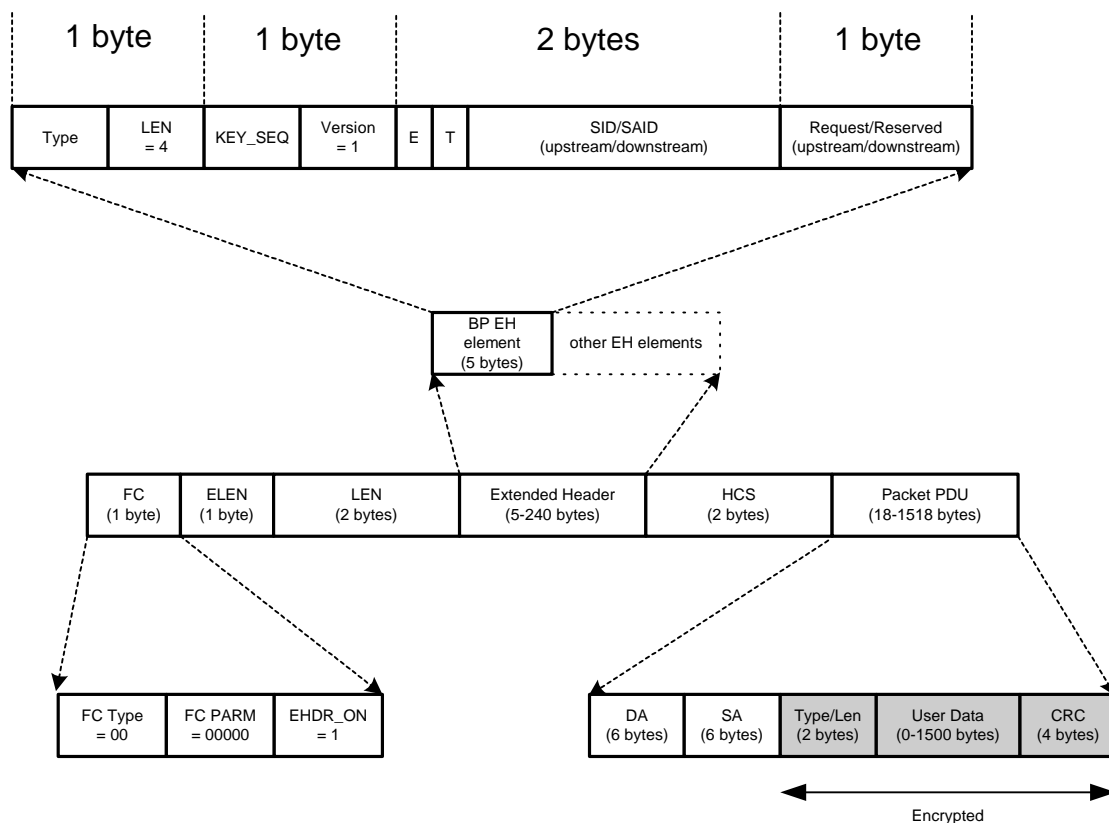 1 byte
1 byte
2 bytes
1 byte
Type
LEN
= 4
KEY_SEQ
Version
= 1
E
T
SID/SAID
(upstream/downstream)
Request/Reserved
(upstream/downstream)
BP EH
element
(5 bytes)
other EH elements
FC
(1 byte)
ELEN
(1 byte)
LEN
(2 bytes)
Extended Header
(5-240 bytes)
HCS
(2 bytes)
Packet PDU
(18-1518 bytes)
FC Type
= 00
FC PARM
= 00000
EHDR_ON
= 1
DA
(6 bytes)
SA
(6 bytes)
Type/Len
(2 bytes)
User Data
(0-1500 bytes)
CRC
(4 bytes)
Encrypted